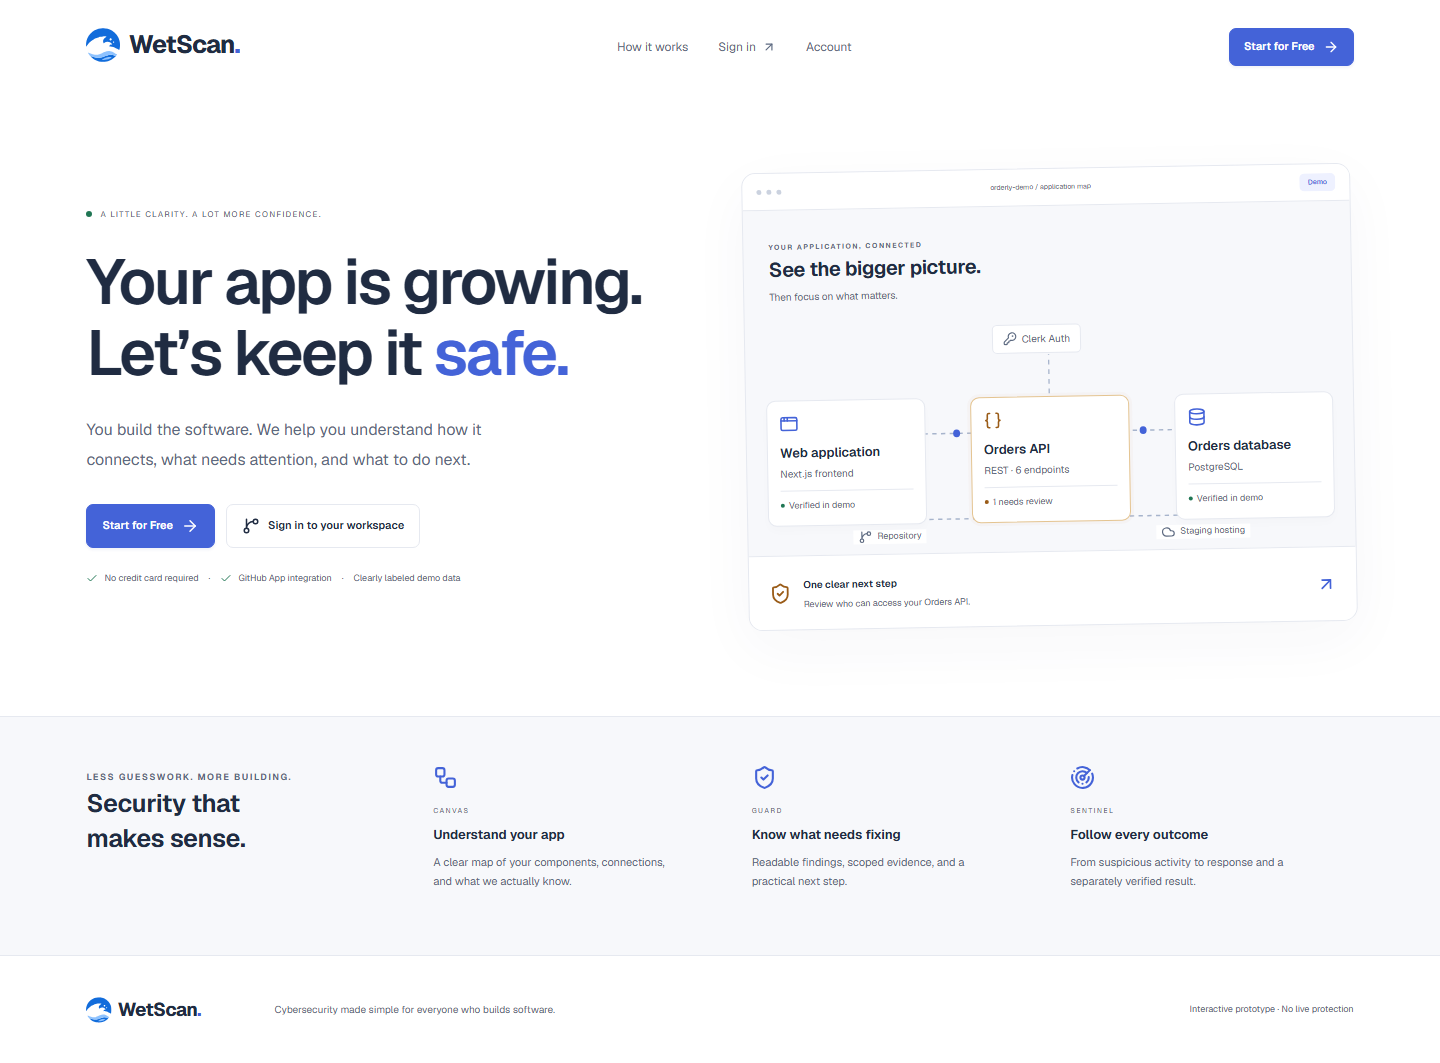 WetScan.
How it works
Sign in
Account
Start for Free
A LITTLE CLARITY. A LOT MORE CONFIDENCE.
Your app is growing.
Let’s keep it safe.
You build the software. We help you understand how it
connects, what needs attention, and what to do next.
Start for Free
Sign in to your workspace
No credit card required · GitHub App integration · Clearly labeled demo data
orderly-demo / application map
Demo
YOUR APPLICATION, CONNECTED
See the bigger picture.
Then focus on what matters.
Clerk Auth
Web application
Next.js frontend
Verified in demo
Orders API
REST · 6 endpoints
1 needs review
Orders database
PostgreSQL
Verified in demo
Repository
Staging hosting
One clear next step
Review who can access your Orders API.
LESS GUESSWORK. MORE BUILDING.
Security that
makes sense.
CANVAS
Understand your app
A clear map of your components, connections,
and what we actually know.
GUARD
Know what needs fixing
Readable findings, scoped evidence, and a
practical next step.
SENTINEL
Follow every outcome
From suspicious activity to response and a
separately verified result.
WetScan.
Cybersecurity made simple for everyone who builds software.
Interactive prototype · No live protection